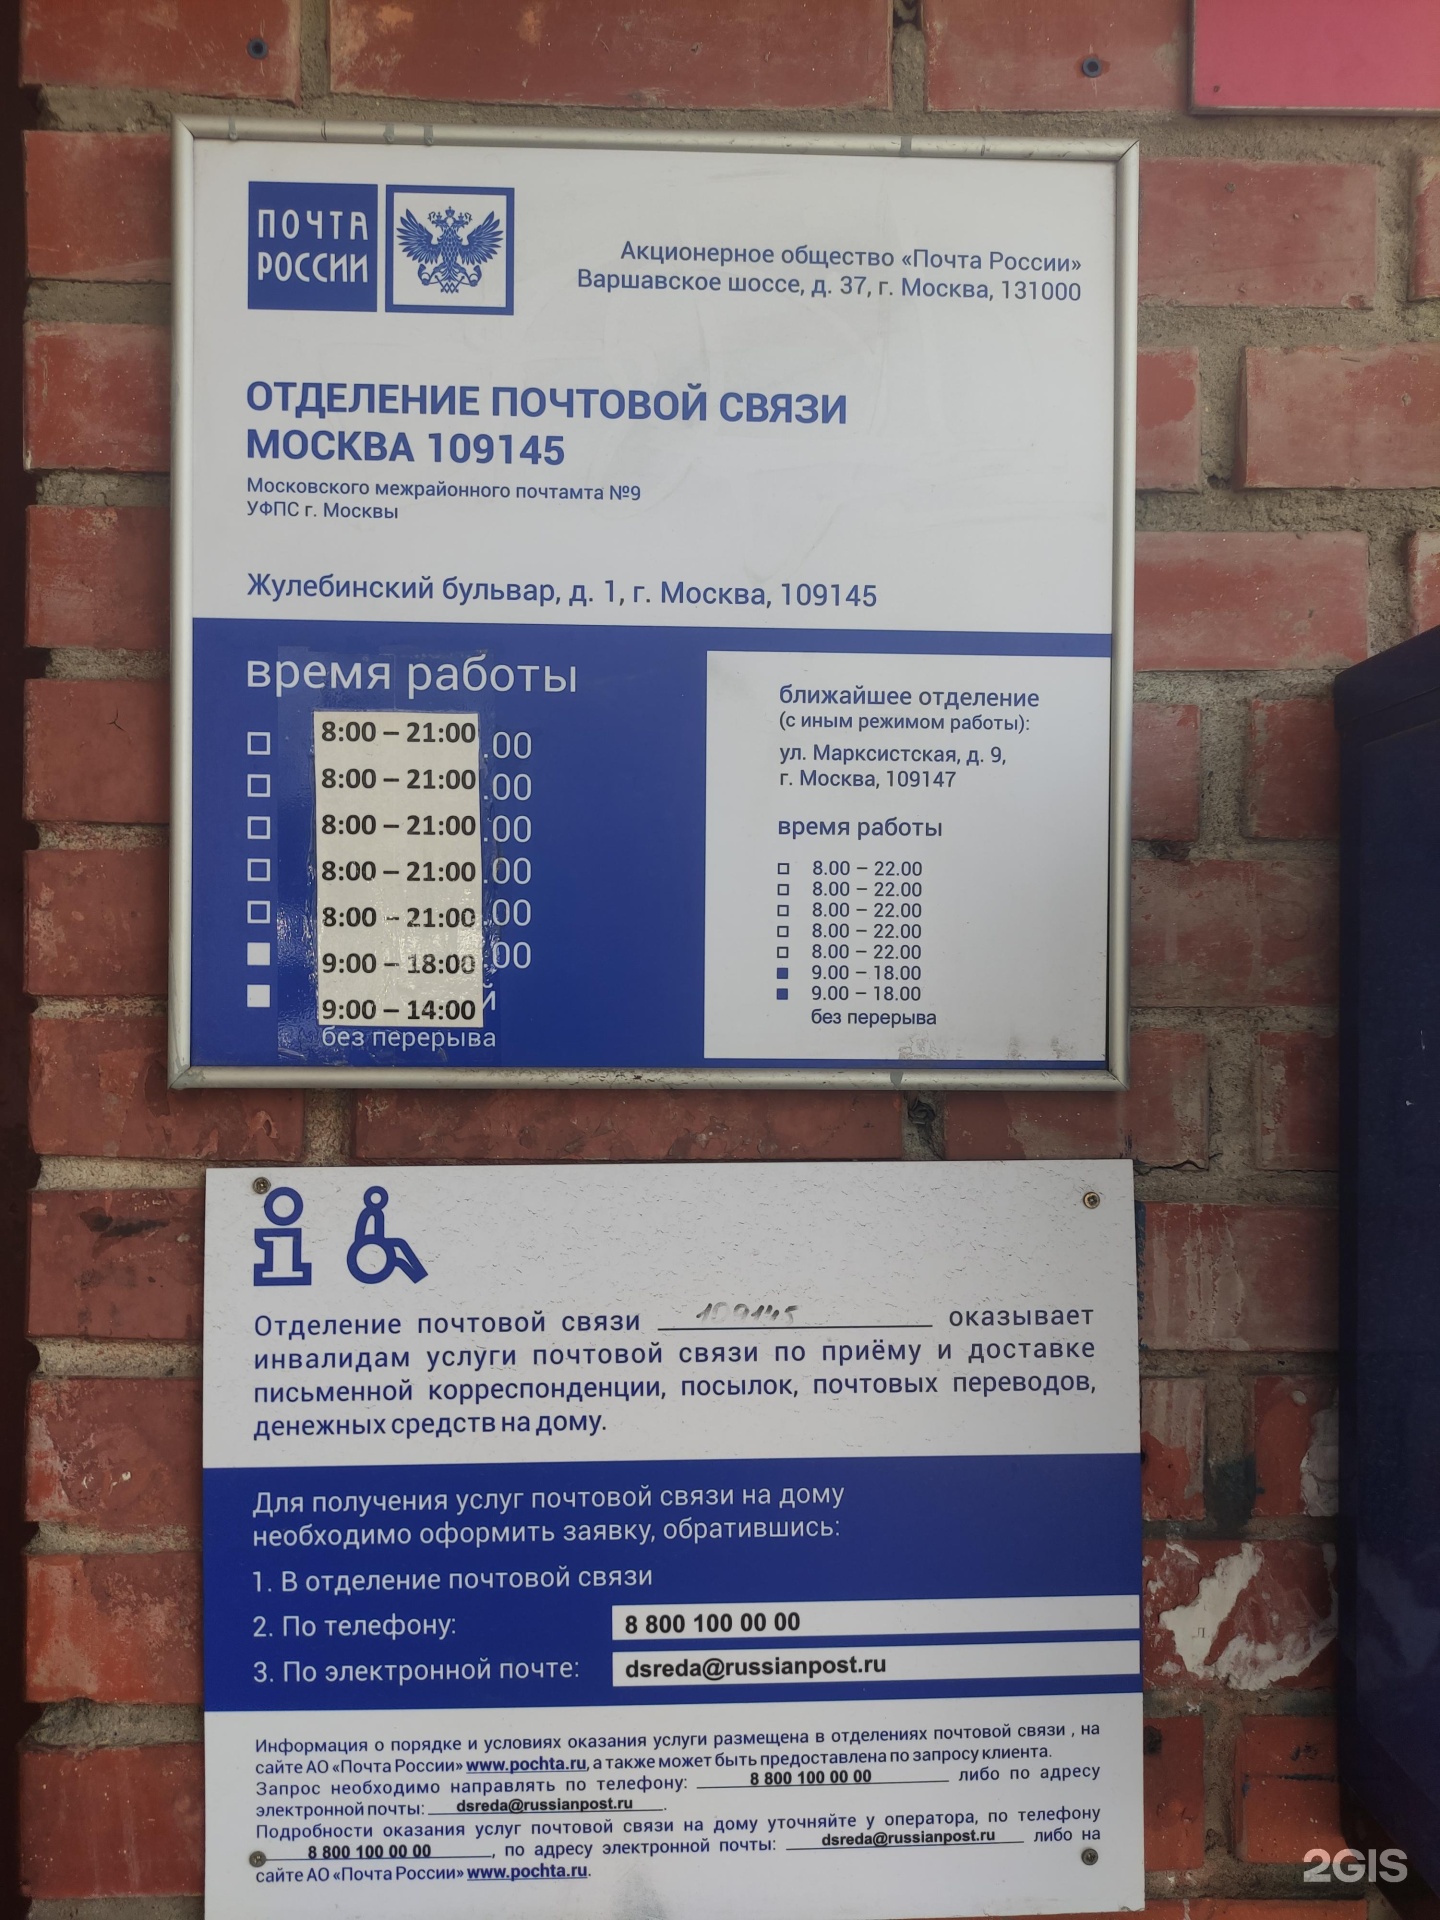 ПОЧТА
РОССИИ
Акционерное общество «Почта России»
Варшавское шоссе, д. 37, г. Москва, 131000
ОТДЕЛЕНИЕ ПОЧТОВОЙ СВЯЗИ
МОСКВА 109145
Московского межрайонного почтамта №9
УФПС г. Москвы
Жулебинский бульвар, д. 1, г. Москва, 109145
время работы
8:00 – 21:00 .00
8:00 – 21:00 .00
8:00 – 21:00 .00
8:00 – 21:00 .00
8:00 – 21:00 .00
9:00 – 18:00 .00
9:00 – 14:00 й
без перерыва
ближайшее отделение
(с иным режимом работы):
ул. Марксистская, д. 9,
г. Москва, 109147
время работы
8.00 – 22.00
8.00 – 22.00
8.00 – 22.00
8.00 – 22.00
8.00 – 22.00
9.00 – 18.00
9.00 – 18.00
без перерыва
Отделение почтовой связи 109145 оказывает
инвалидам услуги почтовой связи по приёму и доставке
письменной корреспонденции, посылок, почтовых переводов,
денежных средств на дому.
Для получения услуг почтовой связи на дому
необходимо оформить заявку, обратившись:
1. В отделение почтовой связи
2. По телефону: 8 800 100 00 00
3. По электронной почте: dsreda@russianpost.ru
Информация о порядке и условиях оказания услуги размещена в отделениях почтовой связи , на
сайте АО «Почта России» www.pochta.ru, а также может быть предоставлена по запросу клиента.
Запрос необходимо направлять по телефону: 8 800 100 00 00 либо по адресу
электронной почты: dsreda@russianpost.ru.
Подробности оказания услуг почтовой связи на дому уточняйте у оператора, по телефону
8 800 100 00 00, по адресу электронной почты: dsreda@russianpost.ru либо на
сайте АО «Почта России» www.pochta.ru.
2GIS